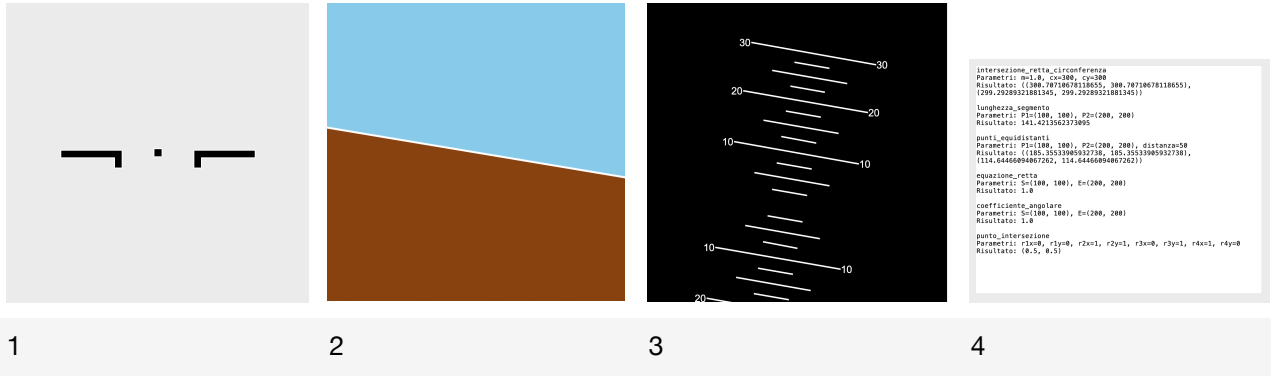 30
30
20
20
10
10
10
10
20
intersezione_retta_circonferenza
Parametri: m=1.0, cx=300, cy=300
Risultato: ((300.70710678118655, 300.70710678118655),
(299.29289321881345, 299.29289321881345))
lunghezza_segmento
Parametri: P1=(100, 100), P2=(200, 200)
Risultato: 141.4213562373095
punti_equidistanti
Parametri: P1=(100, 100), P2=(200, 200), distanza=50
Risultato: ((185.35533905932738, 185.35533905932738),
(114.64466094067262, 114.64466094067262))
equazione_retta
Parametri: S=(100, 100), E=(200, 200)
Risultato: 1.0
coefficiente_angolare
Parametri: S=(100, 100), E=(200, 200)
Risultato: 1.0
punto_intersezione
Parametri: r1x=0, r1y=0, r2x=1, r2y=1, r3x=0, r3y=1, r4x=1, r4y=0
Risultato: (0.5, 0.5)
1
2
3
4